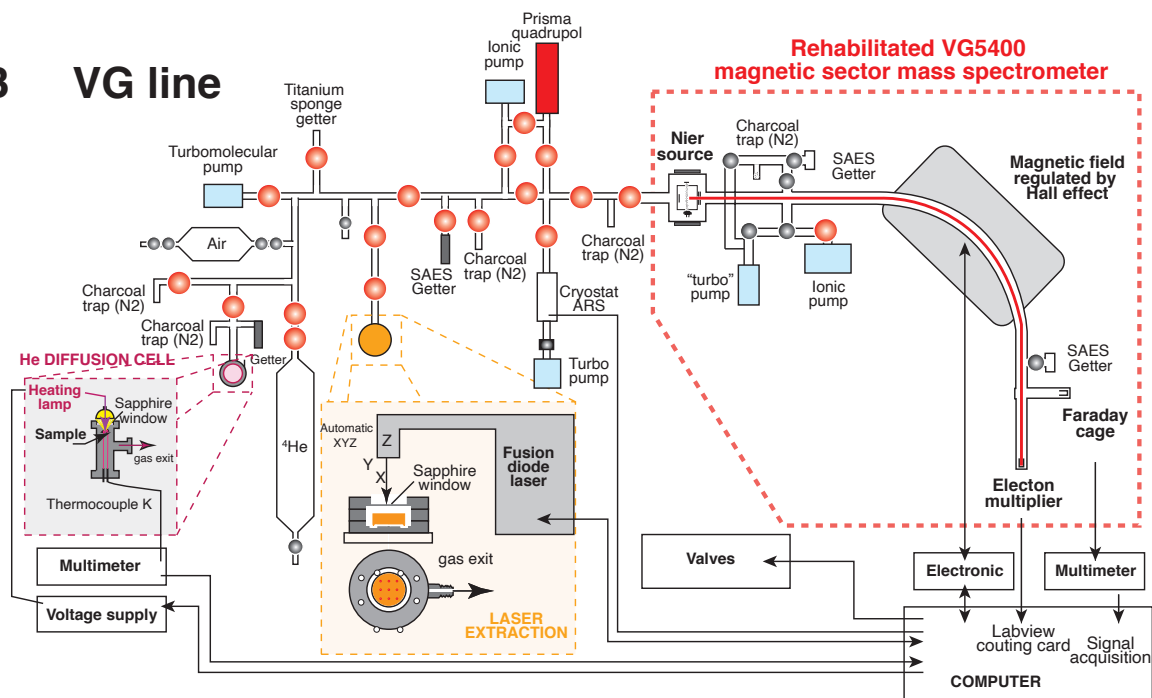 B VG line
Prisma
quadrupol
Ionic
pump
Titanium
sponge
getter
Turbomolecular
pump
Rehabilitated VG5400
magnetic sector mass spectrometer
Nier
source
Charcoal
trap (N2)
SAES
Getter
Magnetic field
regulated by
Hall effect
Air
Charcoal
trap (N2)
Charcoal
trap (N2)
Getter
SAES
Getter
Charcoal
trap (N2)
Charcoal
trap (N2)
Cryostat
ARS
Turbo
pump
“turbo”
pump
Ionic
pump
SAES
Getter
Faraday
cage
Electon
multiplier
He DIFFUSION CELL
Heating
lamp
Sapphire
window
Sample
gas exit
Thermocouple K
4He
Automatic
XYZ
Z
Y
X
Fusion
diode
laser
Sapphire
window
gas exit
LASER
EXTRACTION
Multimeter
Voltage supply
Valves
Electronic
Multimeter
Labview
couting card
Signal
acquisition
COMPUTER